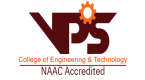 VPS
College of Engineering & Technology
NAAC Accredited